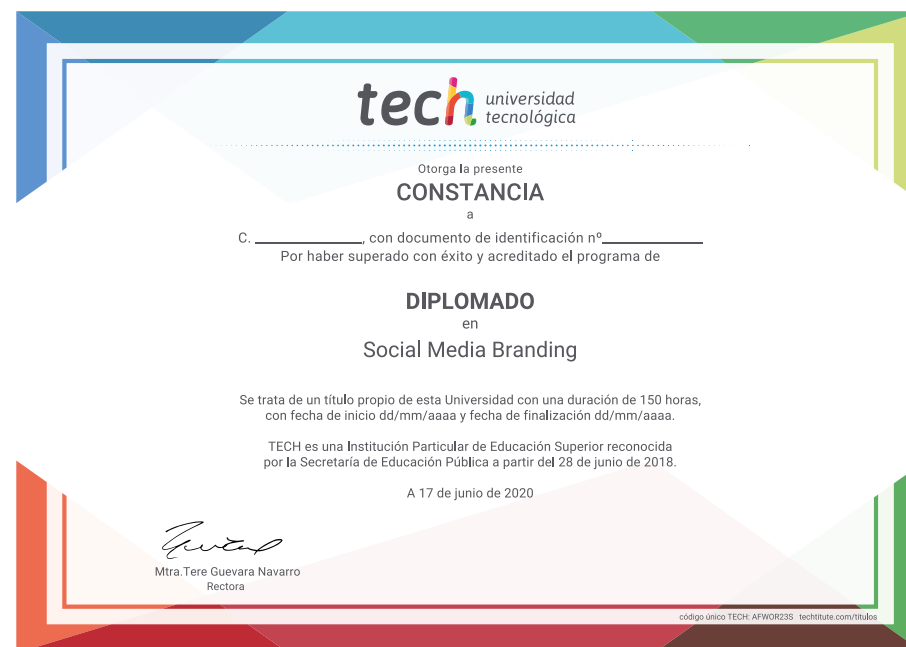 tech universidad
tecnológica
Otorga la presente
CONSTANCIA
a
C. ______________, con documento de identificación nº_____________
Por haber superado con éxito y acreditado el programa de
DIPLOMADO
en
Social Media Branding
Se trata de un título propio de esta Universidad con una duración de 150 horas,
con fecha de inicio dd/mm/aaaa y fecha de finalización dd/mm/aaaa.
TECH es una Institución Particular de Educación Superior reconocida
por la Secretaría de Educación Pública a partir del 28 de junio de 2018.
A 17 de junio de 2020
Mtra.Tere Guevara Navarro
Rectora
código único TECH: AFWOR23S techtitute.com/titulos